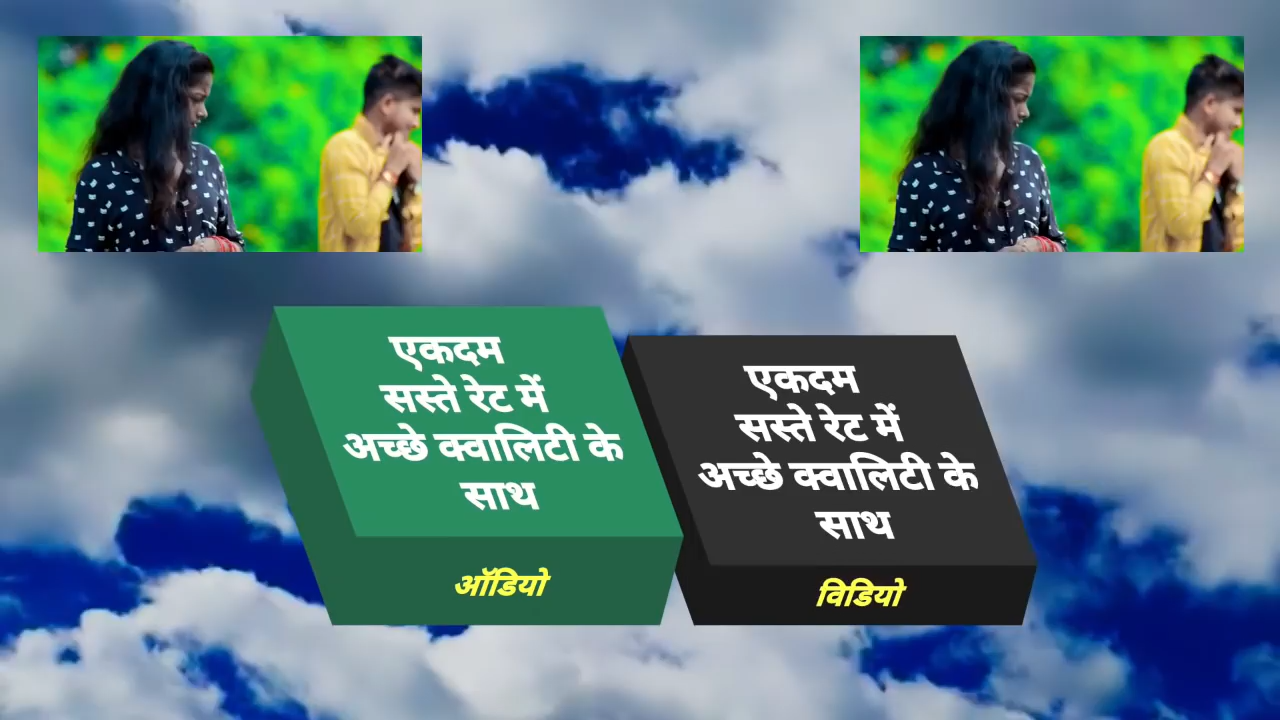 एकदम
सस्ते रेट में
अच्छे क्वालिटी के
साथ
ऑडियो
एकदम
सस्ते रेट में
अच्छे क्वालिटी के
साथ
विडियो